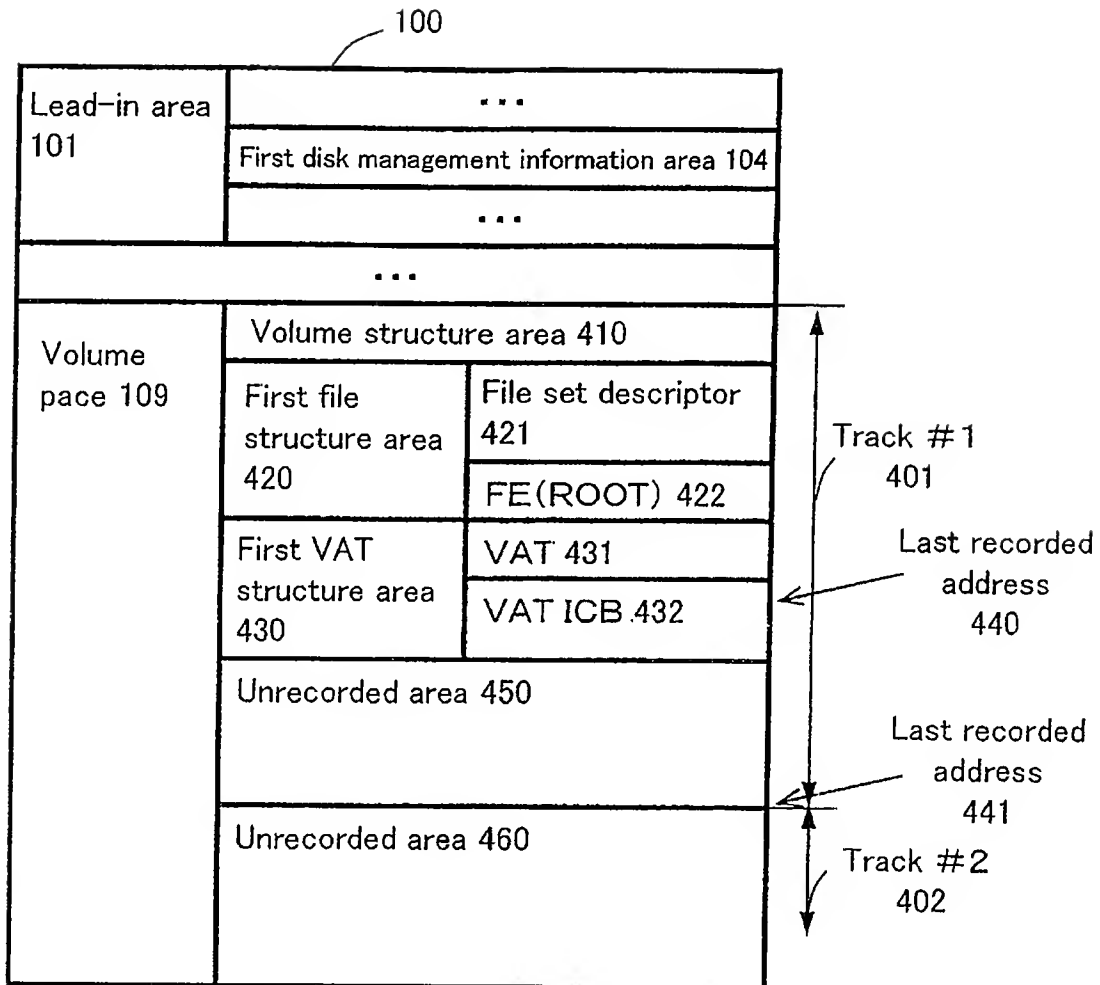 100
Lead-in area
101
...
First disk management information area 104
...
...
Volume
pace 109
Volume structure area 410
First file
structure area
420
File set descriptor
421
FE(ROOT) 422
First VAT
structure area
430
VAT 431
VAT ICB.432
Unrecorded area 450
Unrecorded area 460
Track #1
401
Last recorded
address
440
Last recorded
address
441
Track #2
402